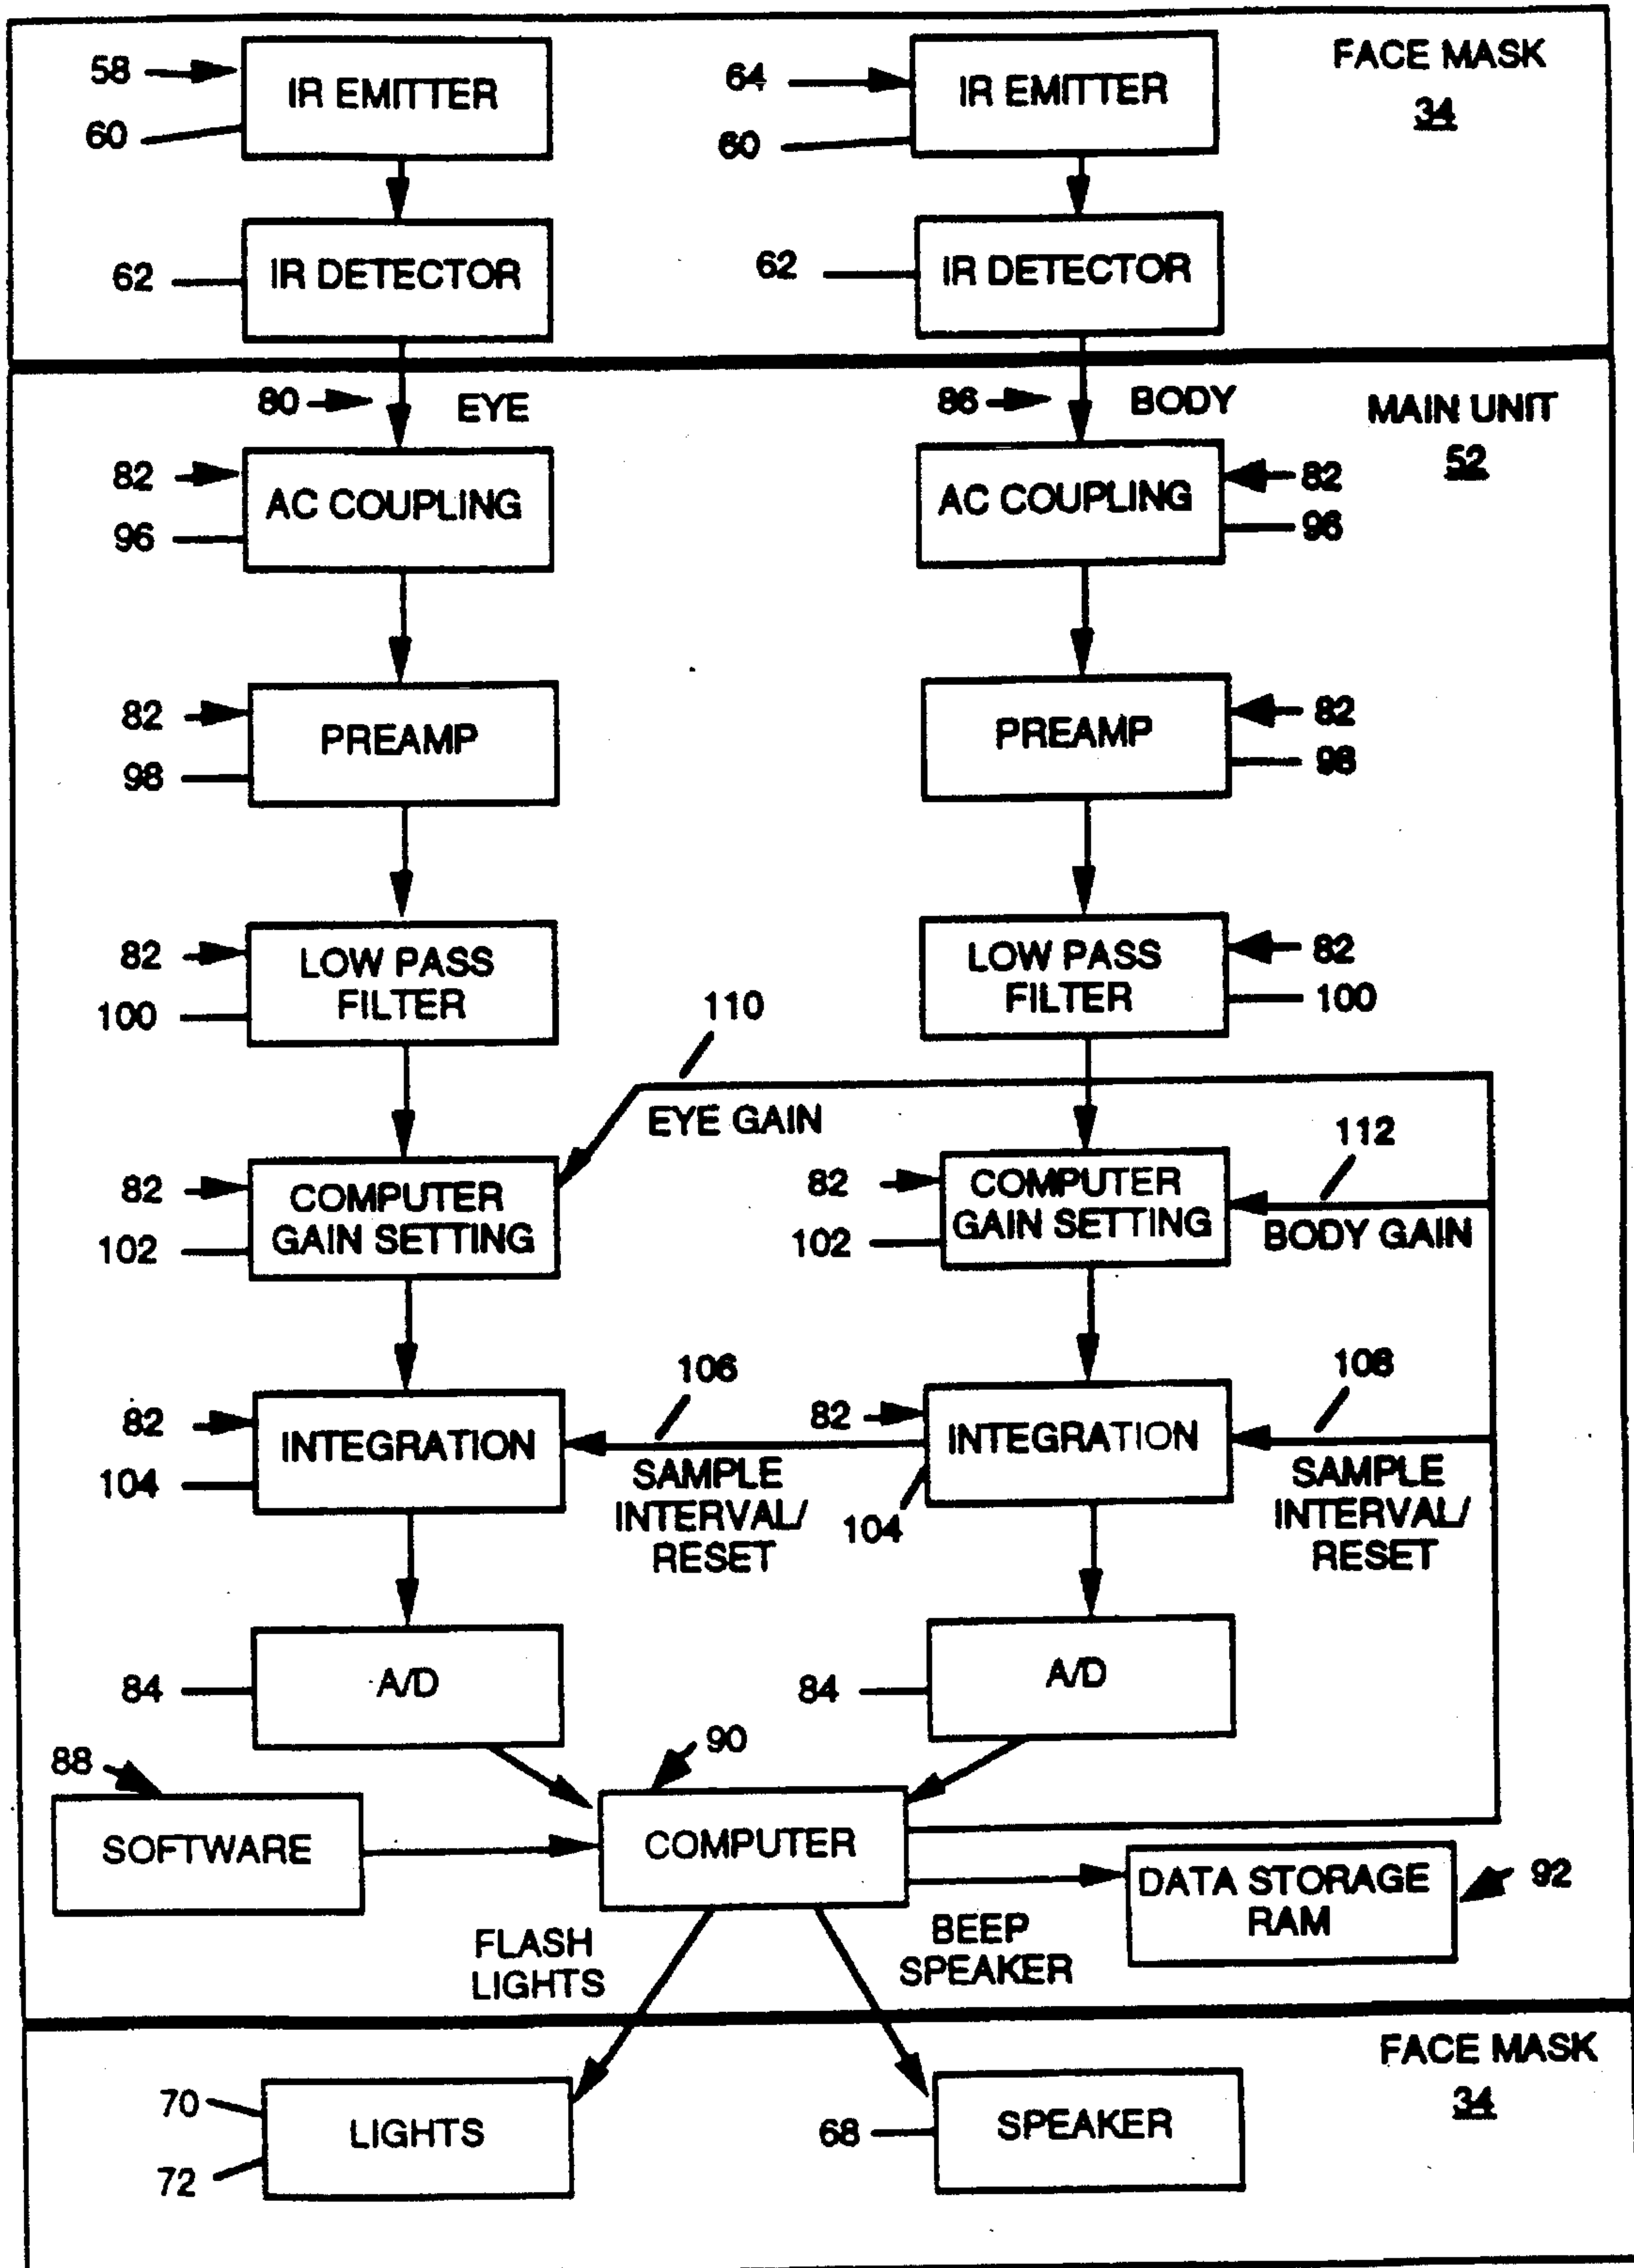 FACE MASK
34
58
IR EMITTER
60
64
IR EMITTER
60
62
IR DETECTOR
62
IR DETECTOR
80
EYE
86
BODY
MAIN UNIT
52
82
AC COUPLING
96
AC COUPLING
82
96
82
PREAMP
98
PREAMP
82
98
82
LOW PASS
FILTER
100
LOW PASS
FILTER
82
100
110
EYE GAIN
82
COMPUTER
GAIN SETTING
102
82
COMPUTER
GAIN SETTING
102
112
BODY GAIN
82
INTEGRATION
104
106
SAMPLE
INTERVAL/
RESET
82
INTEGRATION
104
106
SAMPLE
INTERVAL/
RESET
84
A/D
84
A/D
88
SOFTWARE
90
COMPUTER
DATA STORAGE
RAM
92
FLASH
LIGHTS
BEEP
SPEAKER
FACE MASK
34
70
LIGHTS
72
68
SPEAKER